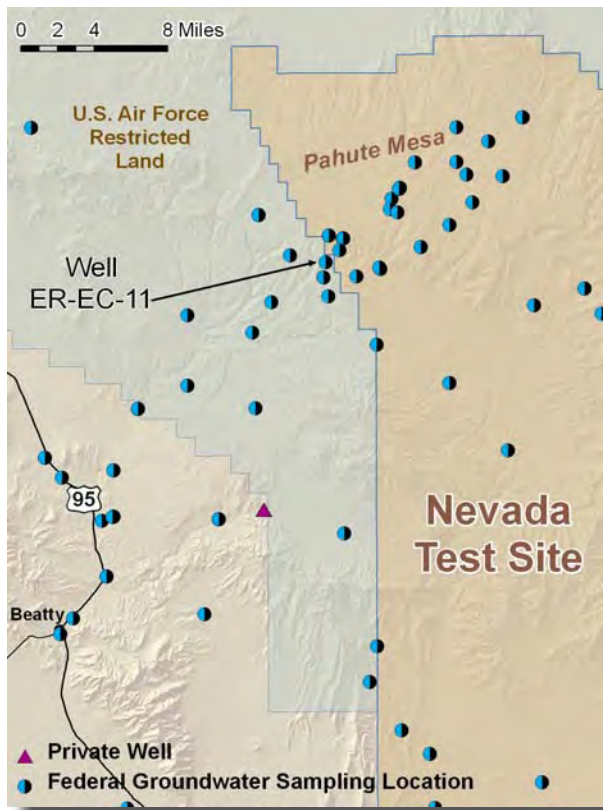 0 2 4 8 Miles
U.S. Air Force
Restricted
Land
Pahute Mesa
Well
ER-EC-11
95
Nevada
Test Site
Beatty
Private Well
Federal Groundwater Sampling Location